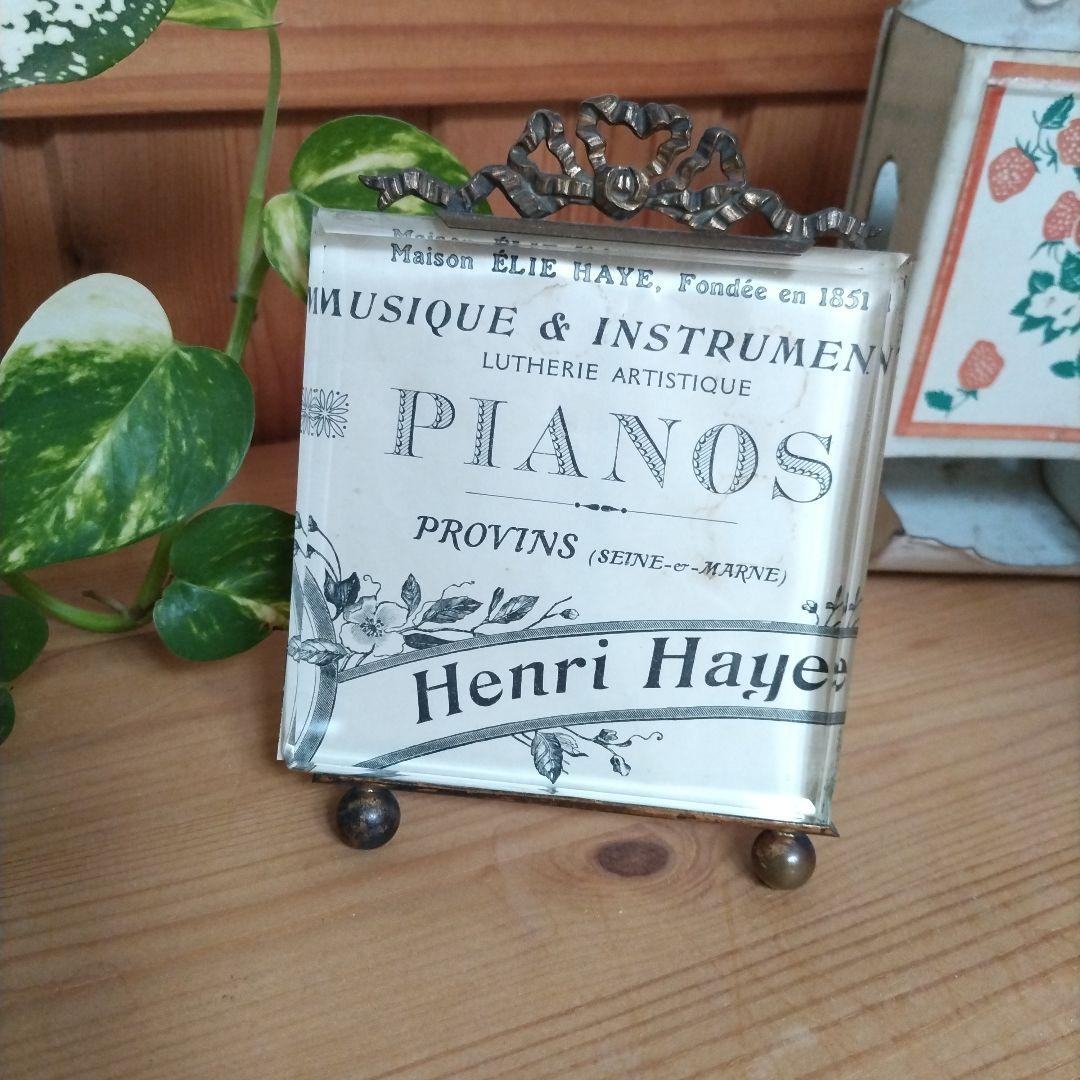 Maison ÉLIE HAYE, Fondée en 1851
MUSIQUE & INSTRUMEN
LUTHERIE ARTISTIQUE
PIANOS
PROVINS (SEINE-&-MARNE)
Henri Haye